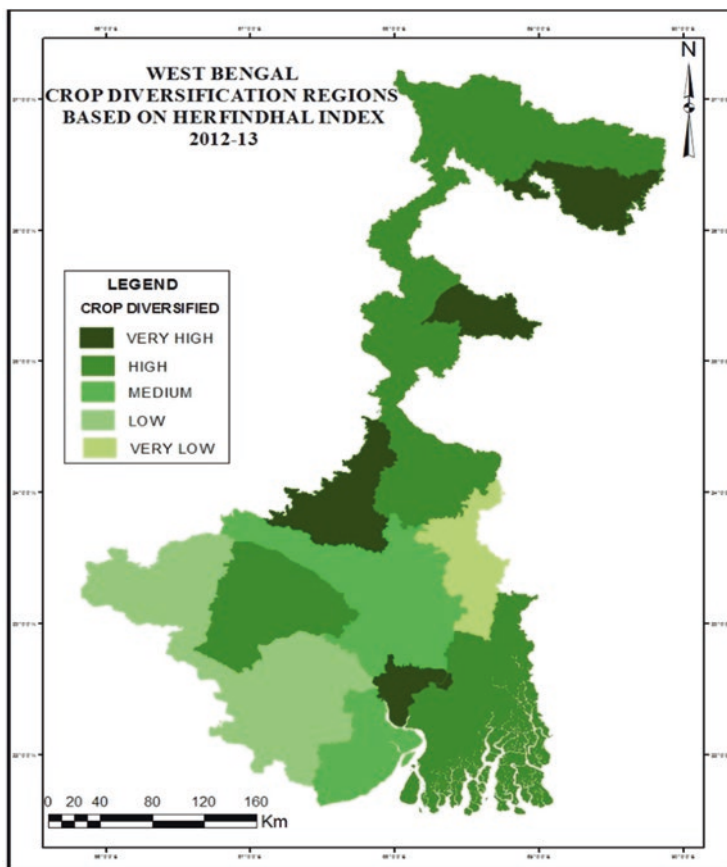 WEST BENGAL
CROP DIVERSIFICATION REGIONS
BASED ON HERFINDHAL INDEX
2012-13
N
LEGEND
CROP DIVERSIFIED
VERY HIGH
HIGH
MEDIUM
LOW
VERY LOW
0 20 40 80 120 160
Km